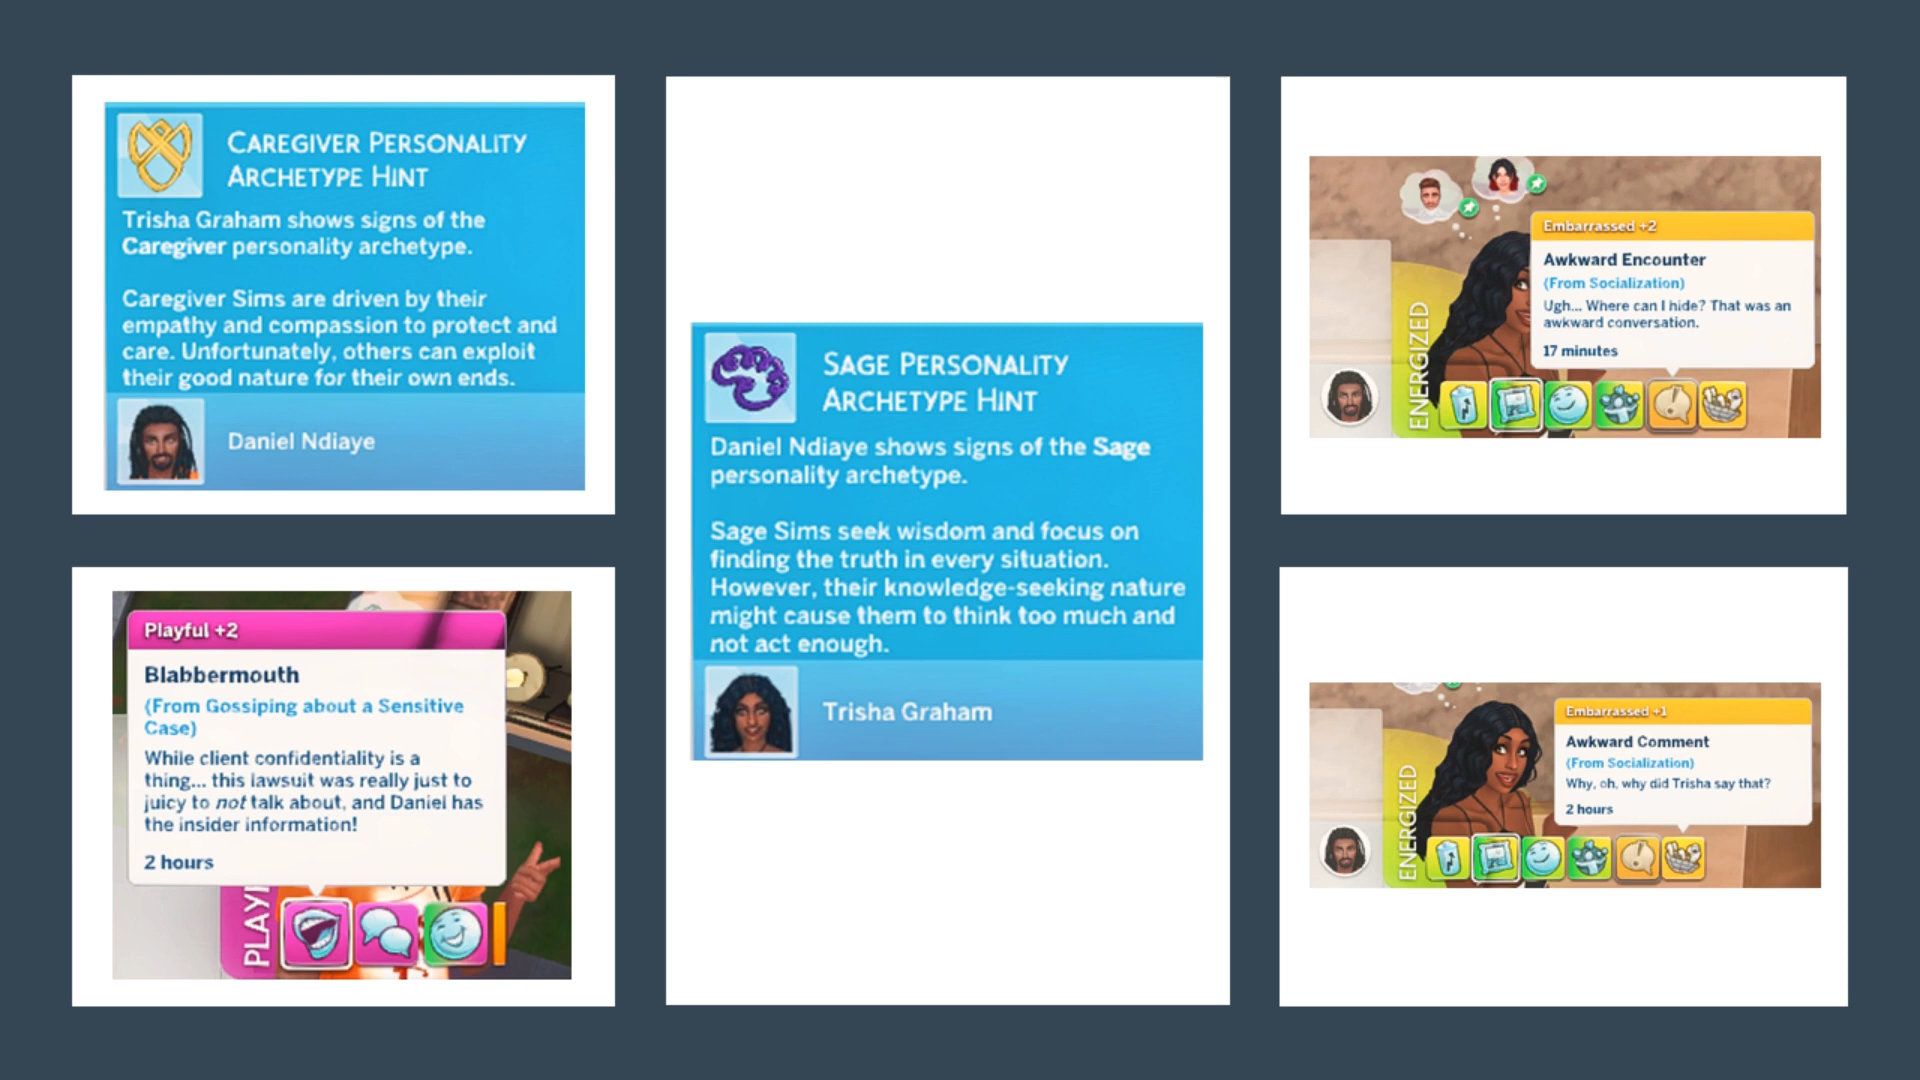 CAREGIVER PERSONALITY
ARCHETYPE HINT
Trisha Graham shows signs of the
Caregiver personality archetype.
Caregiver Sims are driven by their
empathy and compassion to protect and
care. Unfortunately, others can exploit
their good nature for their own ends.
Daniel Ndiaye
Playful +2
Blabbermouth
(From Gossiping about a Sensitive
Case)
While client confidentiality is a
thing... this lawsuit was really just to
juicy to not talk about, and Daniel has
the insider information!
2 hours
PLAYI
SAGE PERSONALITY
ARCHETYPE HINT
Daniel Ndiaye shows signs of the Sage
personality archetype.
Sage Sims seek wisdom and focus on
finding the truth in every situation.
However, their knowledge-seeking nature
might cause them to think too much and
not act enough.
Trisha Graham
Embarrassed +2
Awkward Encounter
(From Socialization)
Ugh... Where can I hide? That was an
awkward conversation.
17 minutes
ENERGIZED
Embarrassed +1
Awkward Comment
(From Socialization)
Why, oh, why did Trisha say that?
2 hours
ENERGIZED